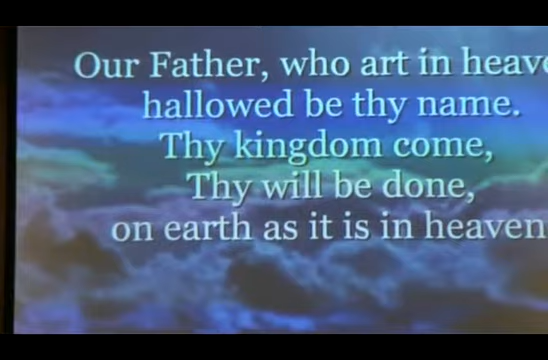 Our Father, who art in heave
hallowed be thy name.
Thy kingdom come,
Thy will be done,
on earth as it is in heaven